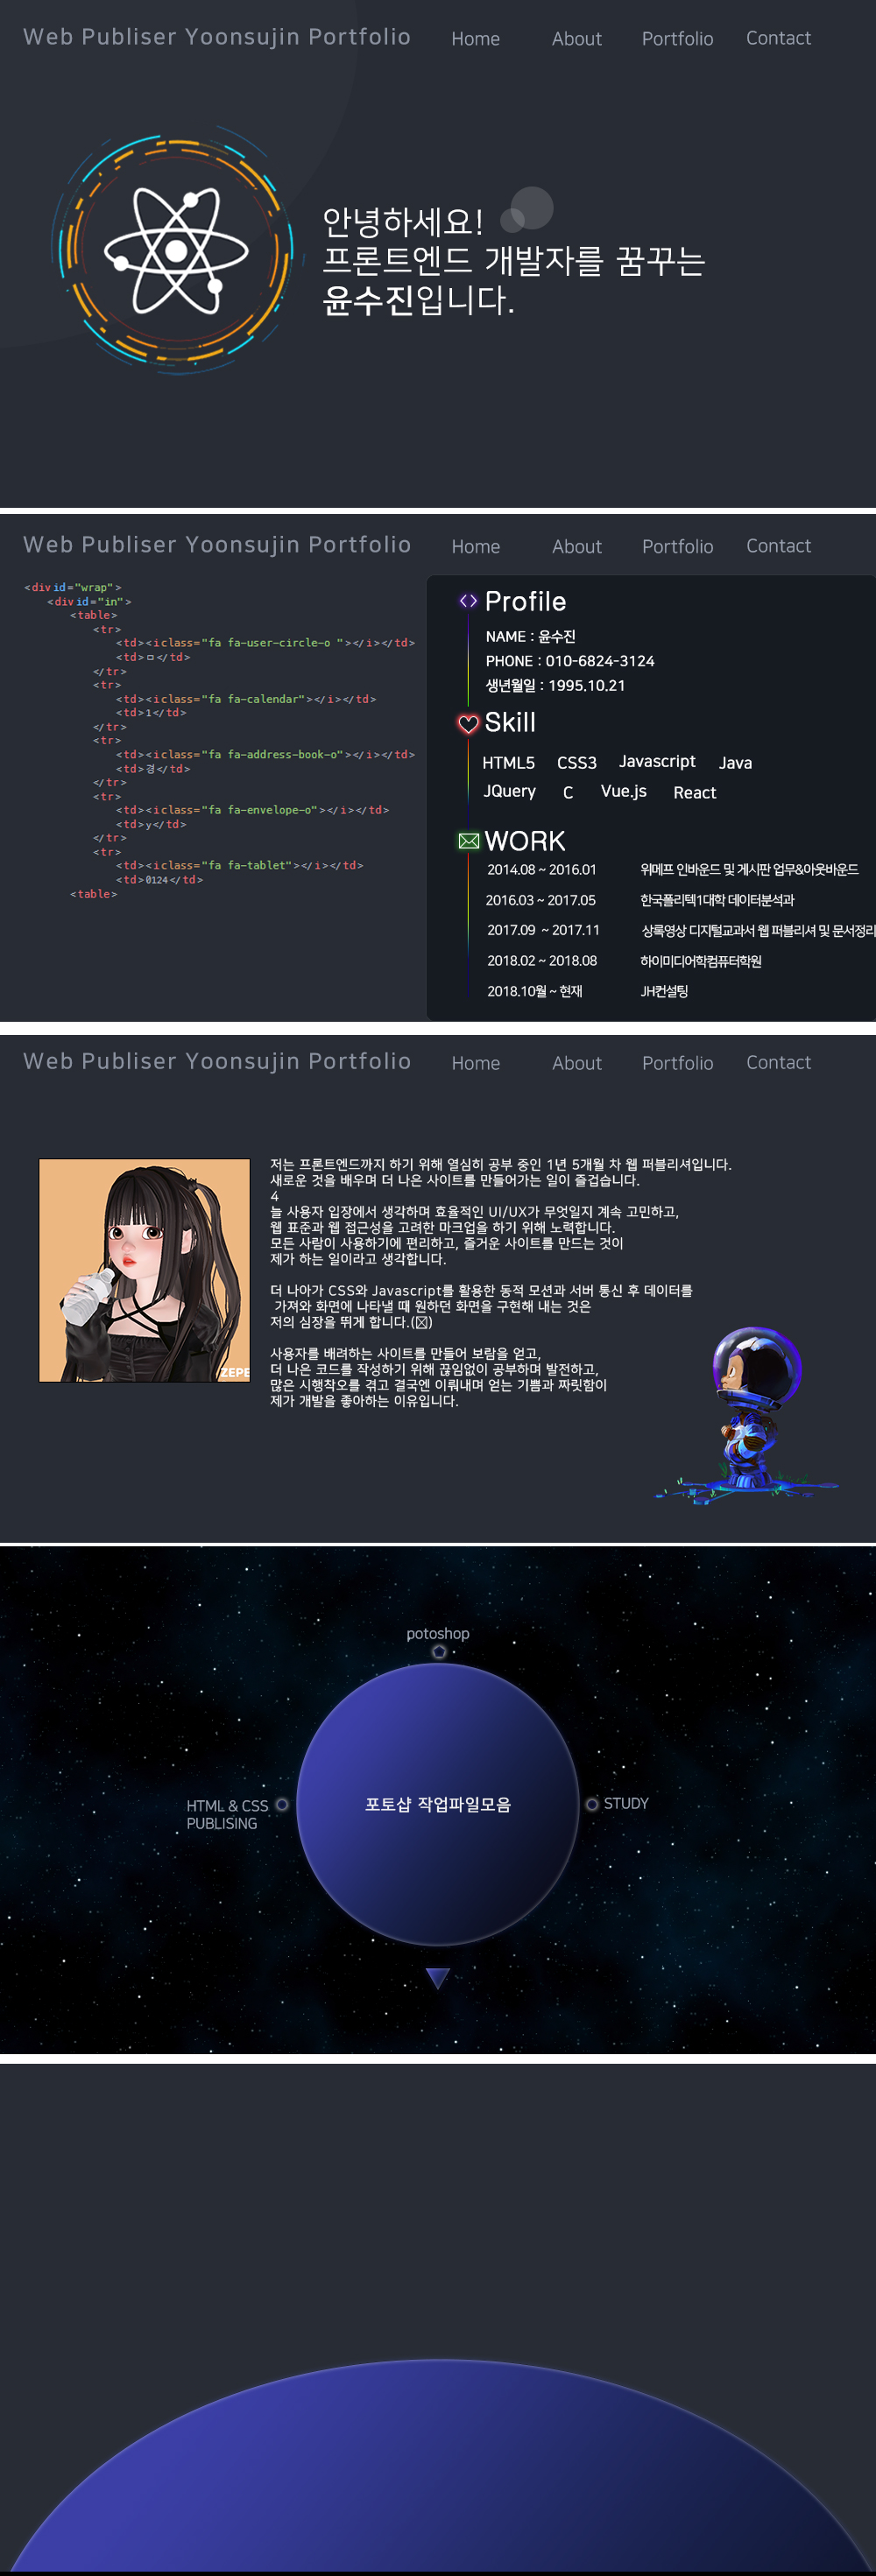 Web Publiser Yoonsujin Portfolio Home About Portfolio Contact
안녕하세요!
프론트엔드 개발자를 꿈꾸는
윤수진입니다.
Web Publiser Yoonsujin Portfolio Home About Portfolio Contact
<div id="wrap">
<div id="in">
<table>
<tr>
<td><i class="fa fa-user-circle-o "></i></td>
<td>ㅁ</td>
</tr>
<tr>
<td><i class="fa fa-calendar"></i></td>
<td>1</td>
</tr>
<tr>
<td><i class="fa fa-address-book-o"></i></td>
<td>경</td>
</tr>
<tr>
<td><i class="fa fa-envelope-o"></i></td>
<td>y</td>
</tr>
<tr>
<td><i class="fa fa-tablet"></i></td>
<td>0124</td>
<table>
Profile
NAME : 윤수진
PHONE : 010-6824-3124
생년월일 : 1995.10.21
Skill
HTML5 CSS3 Javascript Java
JQuery C Vue.js React
WORK
2014.08 ~ 2016.01 위메프 인바운드 및 게시판 업무&아웃바운드
2016.03 ~ 2017.05 한국폴리텍1대학 데이터분석과
2017.09 ~ 2017.11 상록영상 디지털교과서 웹 퍼블리셔 및 문서정리
2018.02 ~ 2018.08 하이미디어학컴퓨터학원
2018.10월 ~ 현재 JH컨설팅
Web Publiser Yoonsujin Portfolio Home About Portfolio Contact
저는 프론트엔드까지 하기 위해 열심히 공부 중인 1년 5개월 차 웹 퍼블리셔입니다.
새로운 것을 배우며 더 나은 사이트를 만들어가는 일이 즐겁습니다.
4
늘 사용자 입장에서 생각하며 효율적인 UI/UX가 무엇일지 계속 고민하고,
웹 표준과 웹 접근성을 고려한 마크업을 하기 위해 노력합니다.
모든 사람이 사용하기에 편리하고, 즐거운 사이트를 만드는 것이
제가 하는 일이라고 생각합니다.
더 나아가 CSS와 Javascript를 활용한 동적 모션과 서버 통신 후 데이터를
가져와 화면에 나타낼 때 원하던 화면을 구현해 내는 것은
저의 심장을 뛰게 합니다.(☒)
사용자를 배려하는 사이트를 만들어 보람을 얻고,
더 나은 코드를 작성하기 위해 끊임없이 공부하며 발전하고,
많은 시행착오를 겪고 결국엔 이뤄내며 얻는 기쁨과 짜릿함이
제가 개발을 좋아하는 이유입니다.
ZEPE
potoshop
포토샵 작업파일모음
HTML & CSS
PUBLISING
STUDY